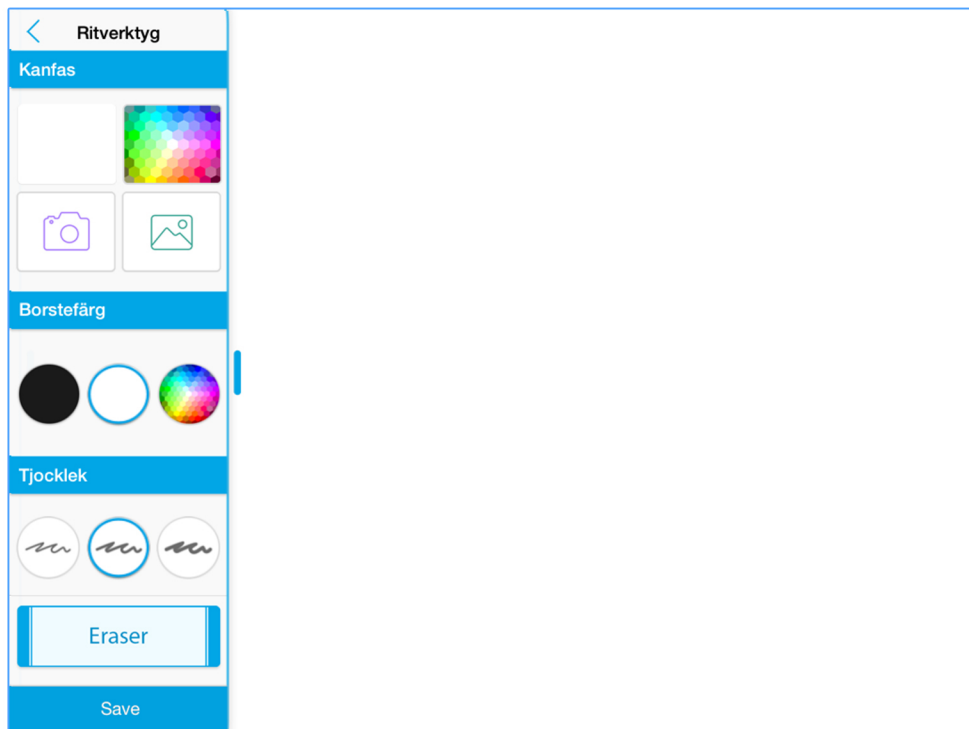 Ritverktyg
Kanfas
Borstefärg
Tjocklek
Eraser
Save